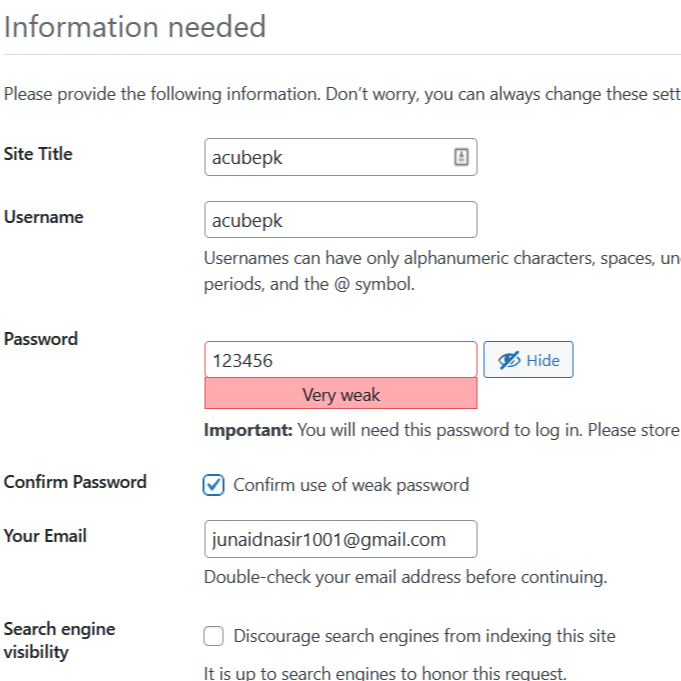 Information needed
Please provide the following information. Don't worry, you can always change these sett
Site Title
acubepk
Username
acubepk
Usernames can have only alphanumeric characters, spaces, un
periods, and the @ symbol.
Password
123456
Hide
Very weak
Important: You will need this password to log in. Please store
Confirm Password
Confirm use of weak password
Your Email
junaidnasir1001@gmail.com
Double-check your email address before continuing.
Search engine
visibility
Discourage search engines from indexing this site
It is up to search engines to honor this request.